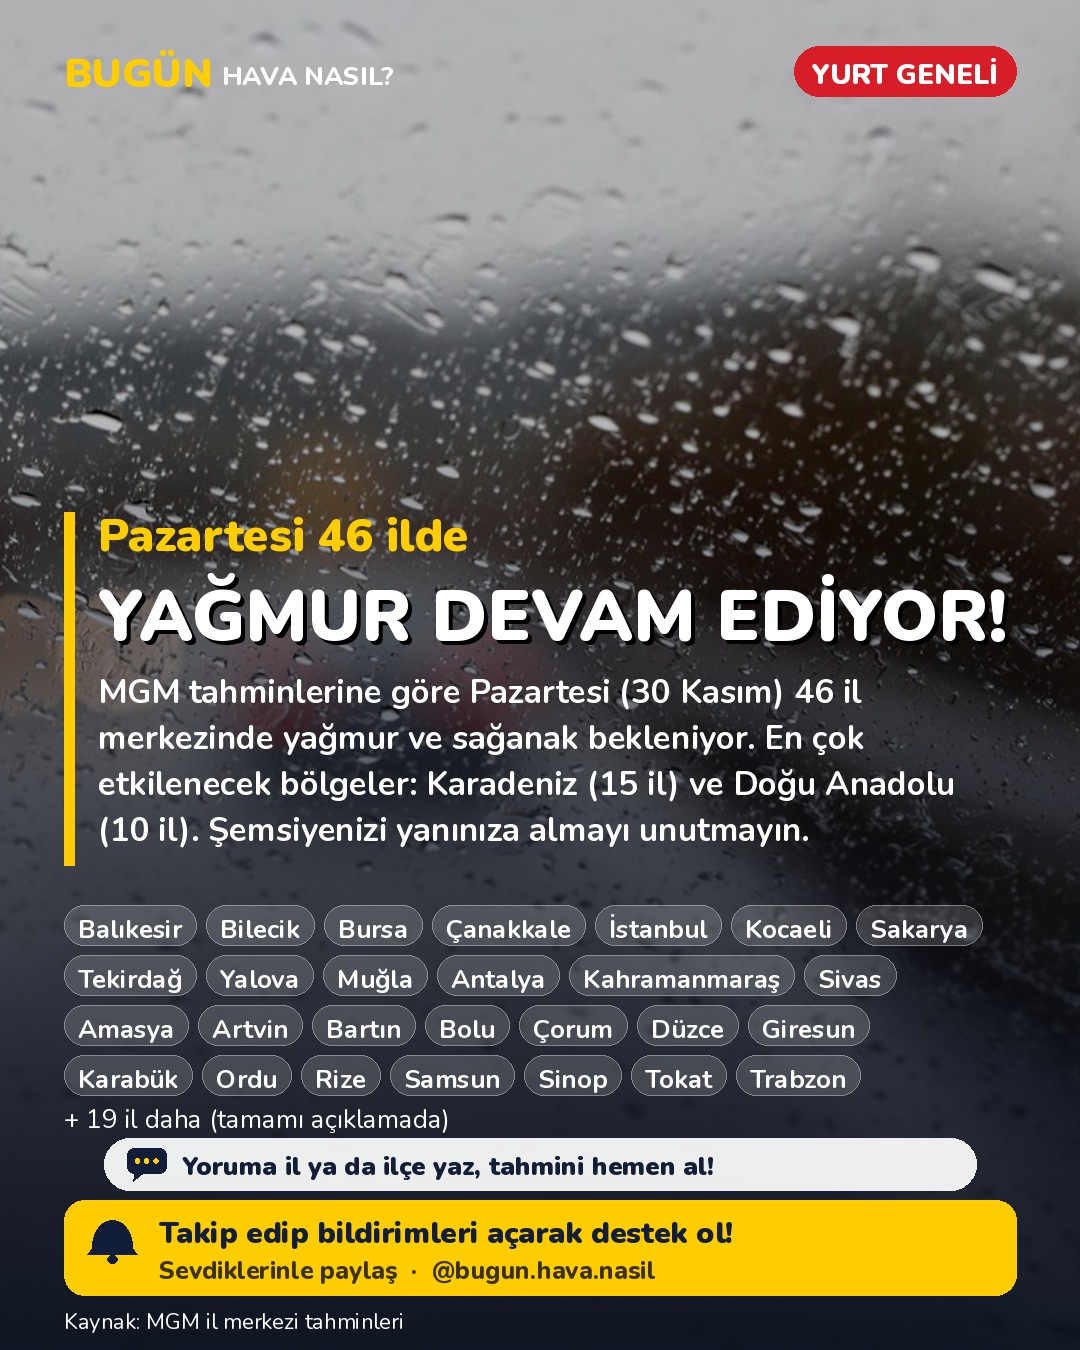 BUGÜN HAVA NASIL?
YURT GENELİ
Pazartesi 46 ilde
YAĞMUR DEVAM EDİYOR!
MGM tahminlerine göre Pazartesi (30 Kasım) 46 il
merkezinde yağmur ve sağanak bekleniyor. En çok
etkilenecek bölgeler: Karadeniz (15 il) ve Doğu Anadolu
(10 il). Şemsiyenizi yanınıza almayı unutmayın.
Balıkesir Bilecik Bursa Çanakkale İstanbul Kocaeli Sakarya
Tekirdağ Yalova Muğla Antalya Kahramanmaraş Sivas
Amasya Artvin Bartın Bolu Çorum Düzce Giresun
Karabük Ordu Rize Samsun Sinop Tokat Trabzon
+ 19 il daha (tamamı açıklamada)
Yoruma il ya da ilçe yaz, tahmini hemen al!
Takip edip bildirimleri açarak destek ol!
Sevdiklerinle paylaş · @bugun.hava.nasil
Kaynak: MGM il merkezi tahminleri